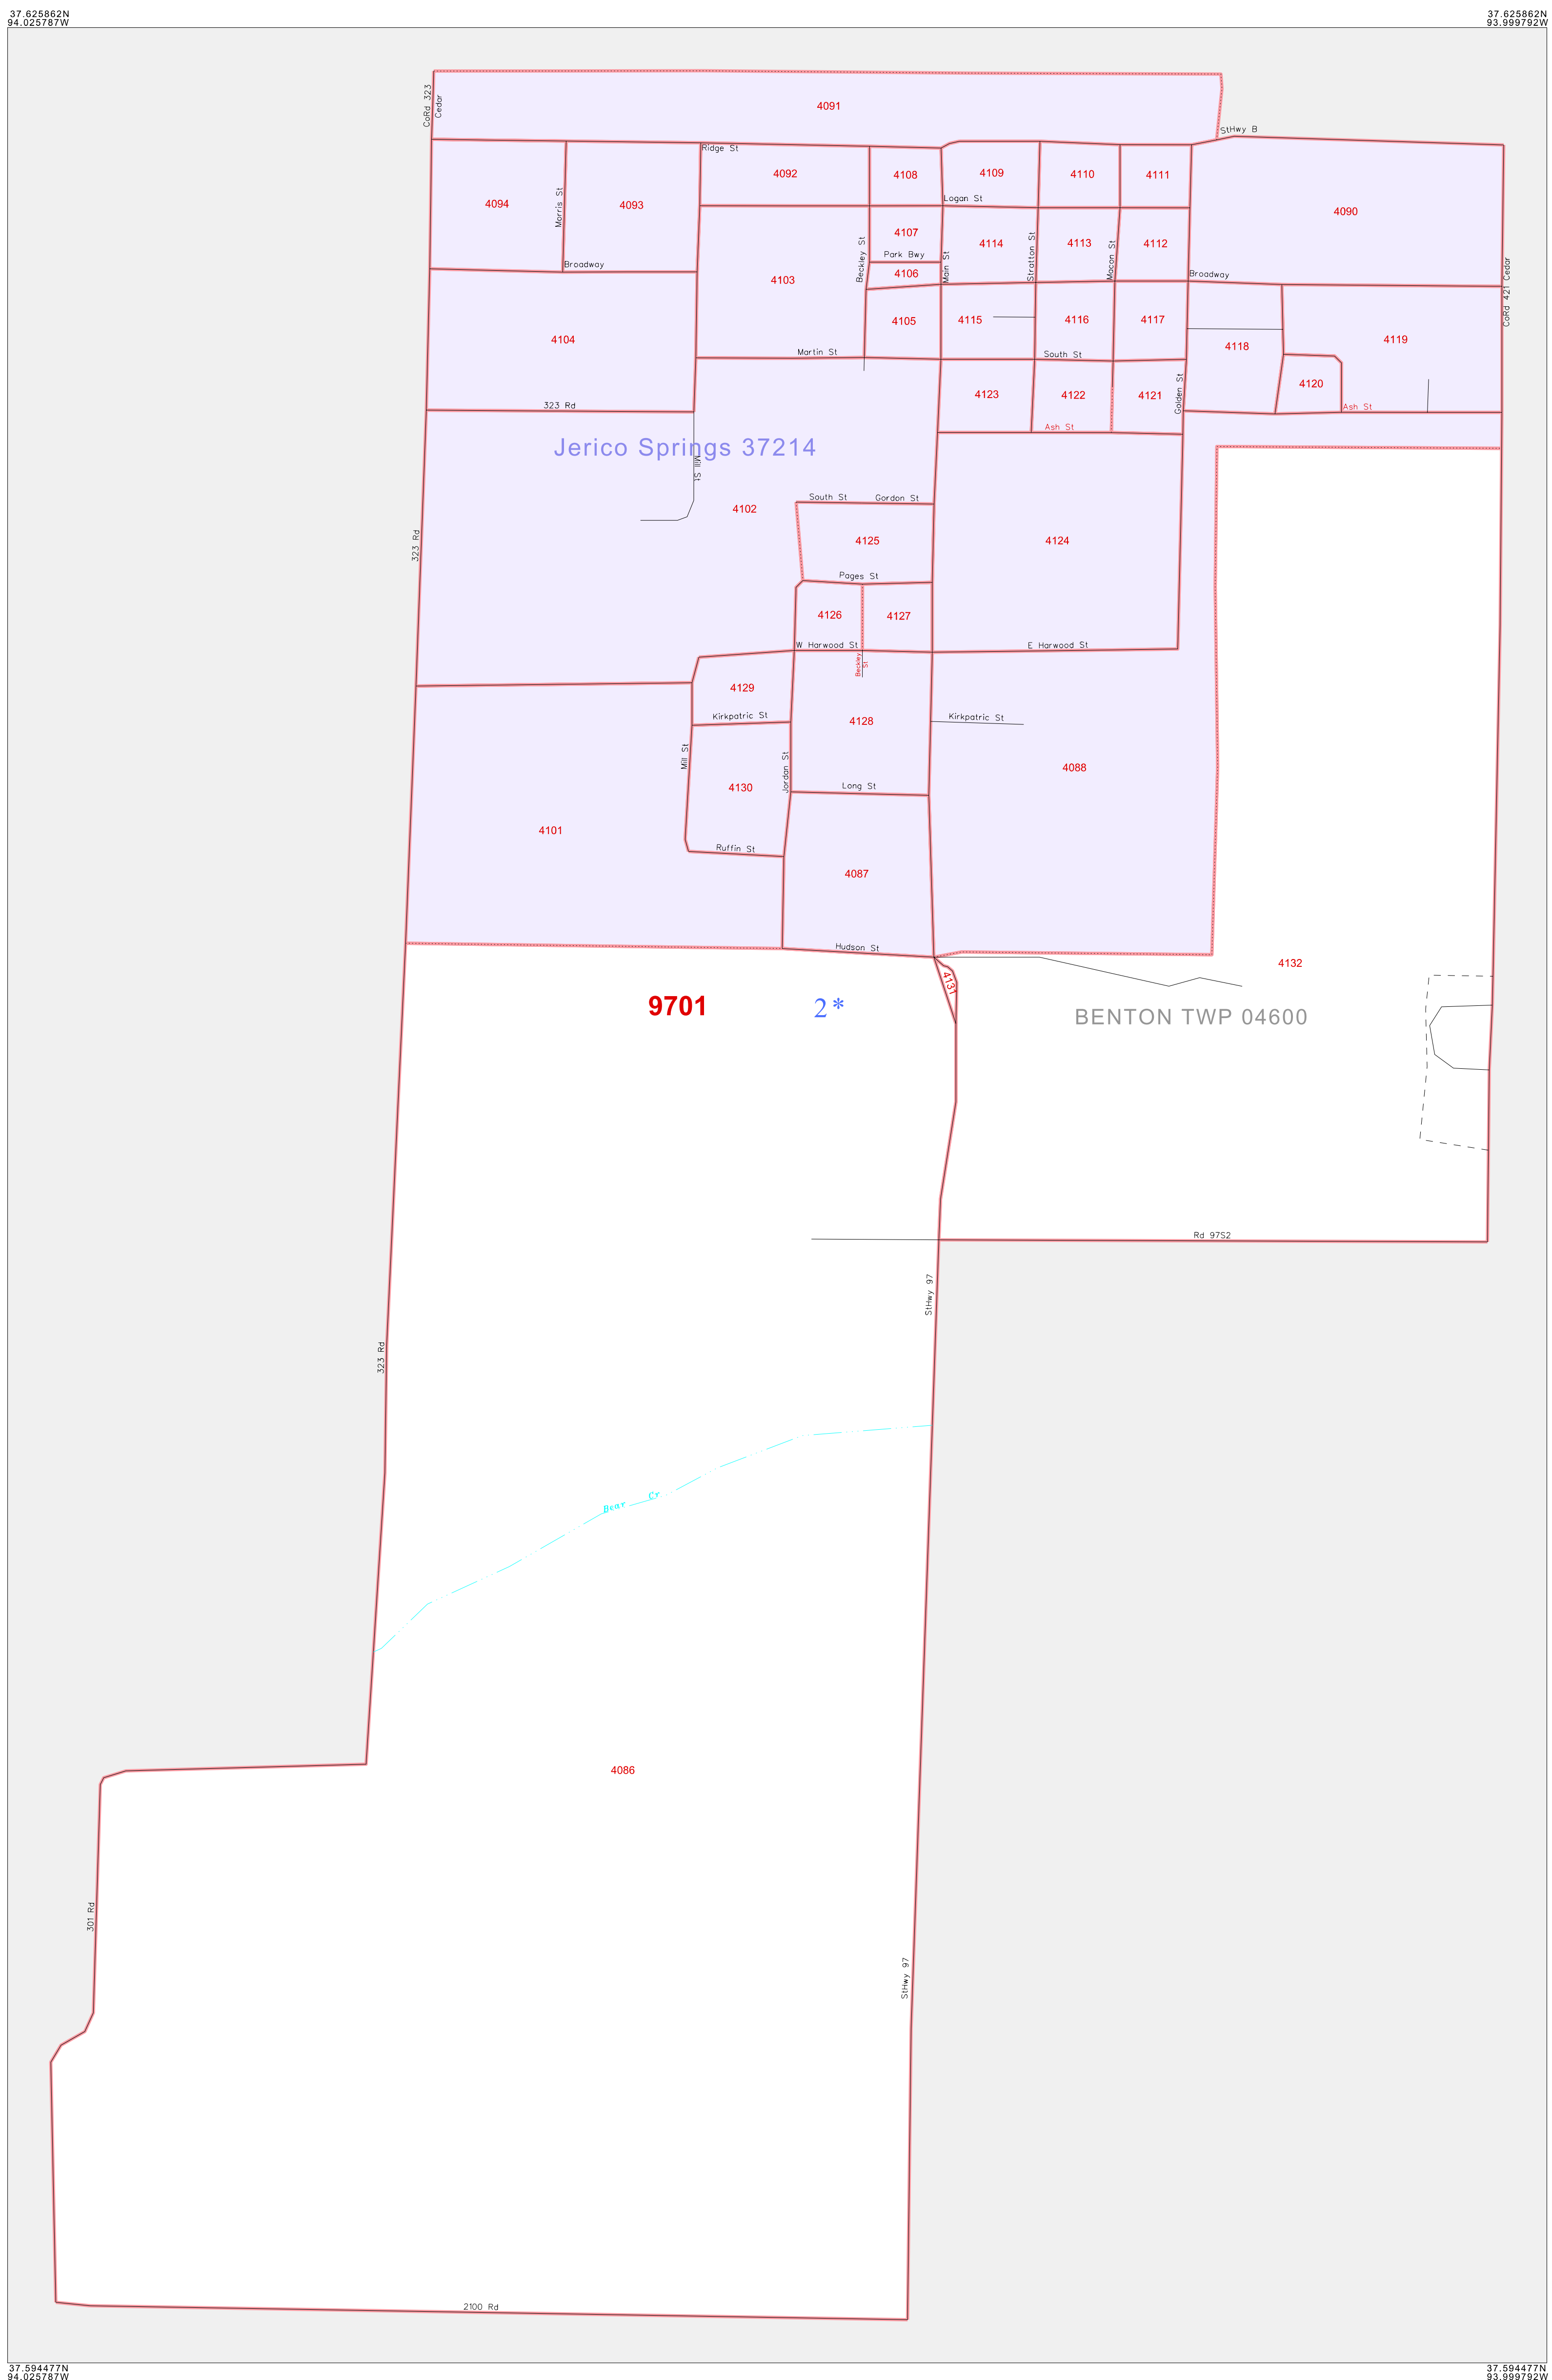 37.625862N
94.025787W
37.625862N
93.999792W
CoRd 323
Cedar
4091
StHwy B
Ridge St
4092
4108
4109
4110
4111
4094
Morris St
4093
Logan St
4090
4107
Beckley St
Park Bwy
4106
Main St
4114
Stratton St
4113
Macon St
4112
Broadway
4103
Broadway
CoRd 421 Cedar
4104
4105
4115
4116
4117
4118
4119
Martin St
South St
4120
323 Rd
4123
4122
4121
Golden St
Ash St
Ash St
Jerico Springs 37214
Mill St
4102
South St
Gordon St
323 Rd
4125
4124
Pages St
4126
4127
W Harwood St
E Harwood St
Beckley
St
4129
Kirkpatric St
4128
Kirkpatric St
Mill St
Jordan St
4088
4130
Long St
4101
Ruffin St
4087
Hudson St
4132
4131
9701
2*
BENTON TWP 04600
Rd 97S2
StHwy 97
323 Rd
Bear Cr
4086
301 Rd
StHwy 97
2100 Rd
37.594477N
94.025787W
37.594477N
93.999792W